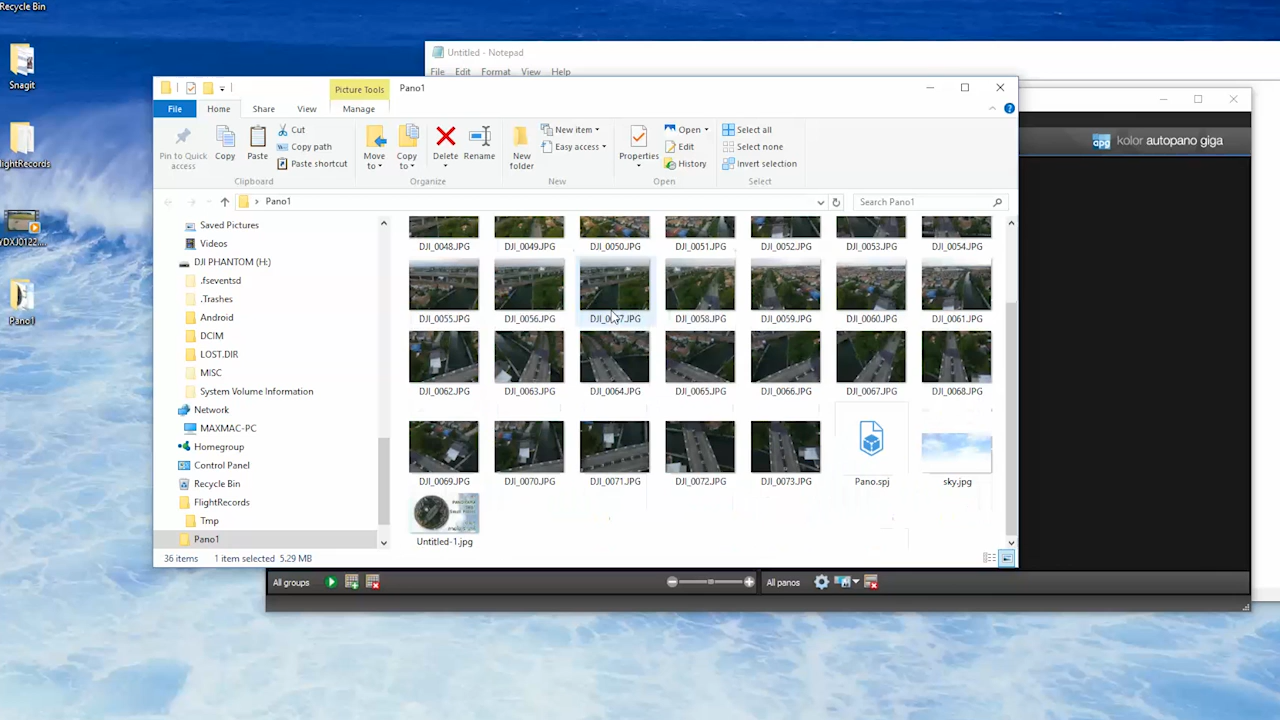 Recycle Bin
Snagit
lightRecords
YDXJ0122....
Pano1
Untitled - Notepad
File Edit Format View Help
kolor autopano giga
Picture Tools Pano1
File Home Share View Manage
Pin to Quick access
Copy
Paste
Cut
Copy path
Paste shortcut
Clipboard
Move to
Copy to
Delete
Rename
Organize
New folder
New item
Easy access
New
Properties
Open
Edit
History
Open
Select all
Select none
Invert selection
Select
Pano1
Search Pano1
Saved Pictures
Videos
DJI PHANTOM (H:)
.fseventsd
.Trashes
Android
DCIM
LOST.DIR
MISC
System Volume Information
Network
MAXMAC-PC
Homegroup
Control Panel
Recycle Bin
FlightRecords
Tmp
Pano1
DJI_0048.JPG DJI_0049.JPG DJI_0050.JPG DJI_0051.JPG DJI_0052.JPG DJI_0053.JPG DJI_0054.JPG
DJI_0055.JPG DJI_0056.JPG DJI_0057.JPG DJI_0058.JPG DJI_0059.JPG DJI_0060.JPG DJI_0061.JPG
DJI_0062.JPG DJI_0063.JPG DJI_0064.JPG DJI_0065.JPG DJI_0066.JPG DJI_0067.JPG DJI_0068.JPG
DJI_0069.JPG DJI_0070.JPG DJI_0071.JPG DJI_0072.JPG DJI_0073.JPG Pano.spj sky.jpg
Untitled-1.jpg
36 items 1 item selected 5.29 MB
All groups
All panos